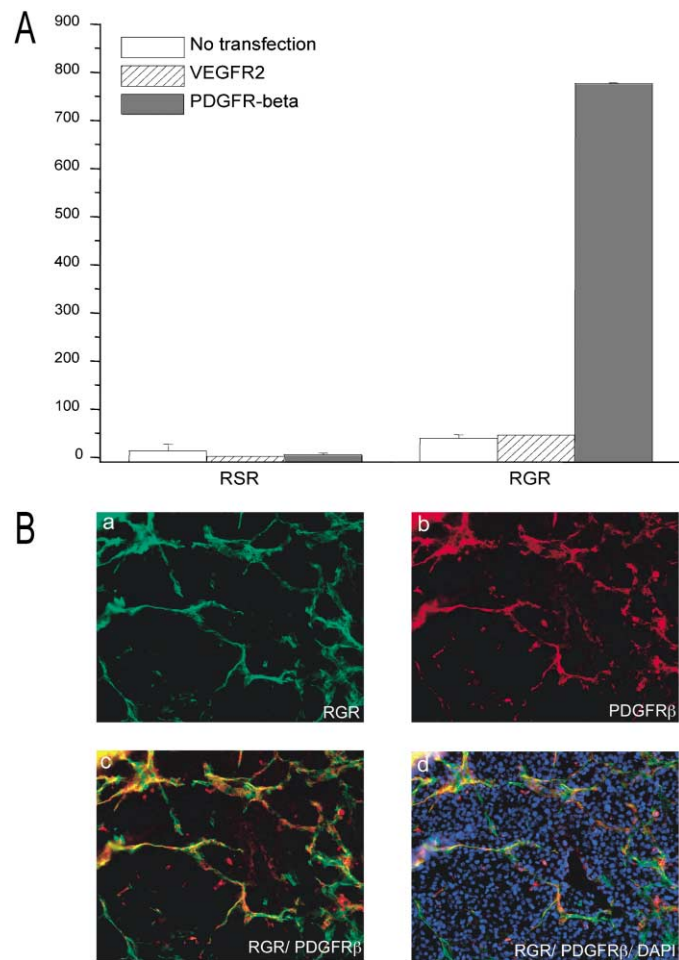 A
900
800
700
600
500
400
300
200
100
0
No transfection
VEGFR2
PDGFR-beta
RSR RGR
B
a
RGR
b
PDGFRβ
c
RGR/ PDGFRβ
d
RGR/ PDGFRβ/ DAPI